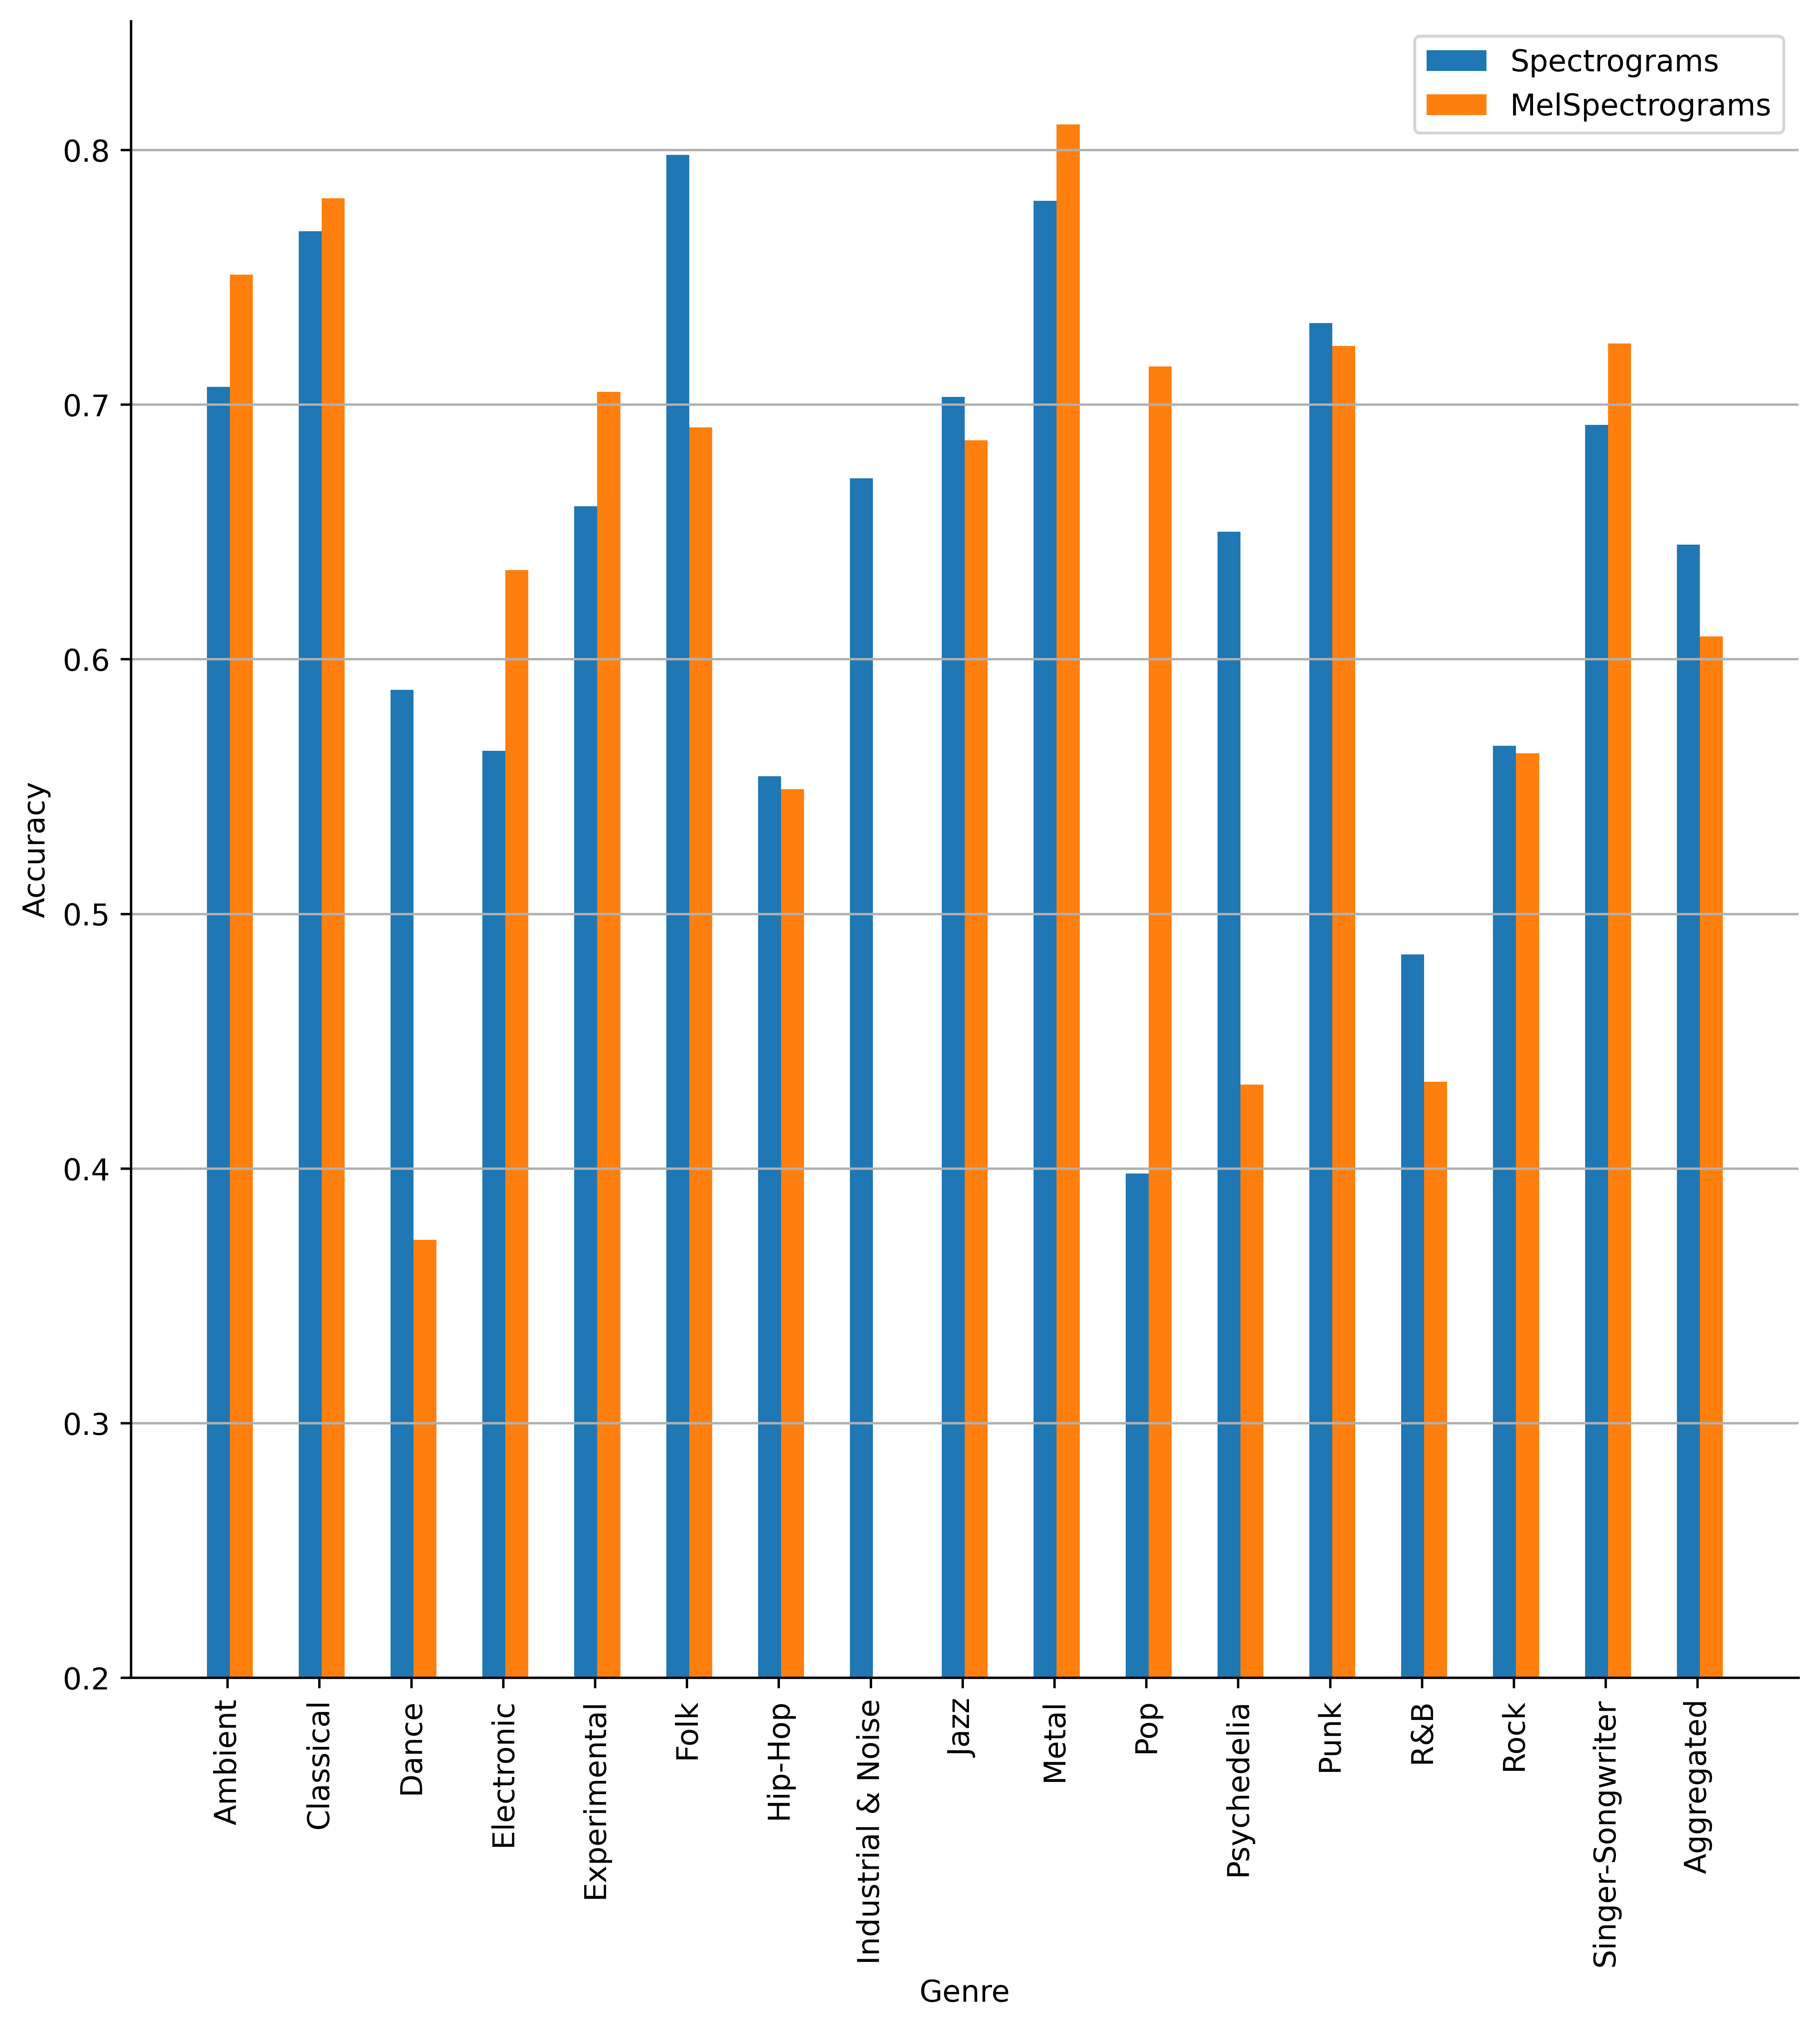 Spectrograms
MelSpectrograms
0.8
0.7
0.6
0.5
0.4
0.3
0.2
Accuracy
Ambient
Classical
Dance
Electronic
Experimental
Folk
Hip-Hop
Industrial & Noise
Jazz
Metal
Pop
Psychedelia
Punk
R&B
Rock
Singer-Songwriter
Aggregated
Genre